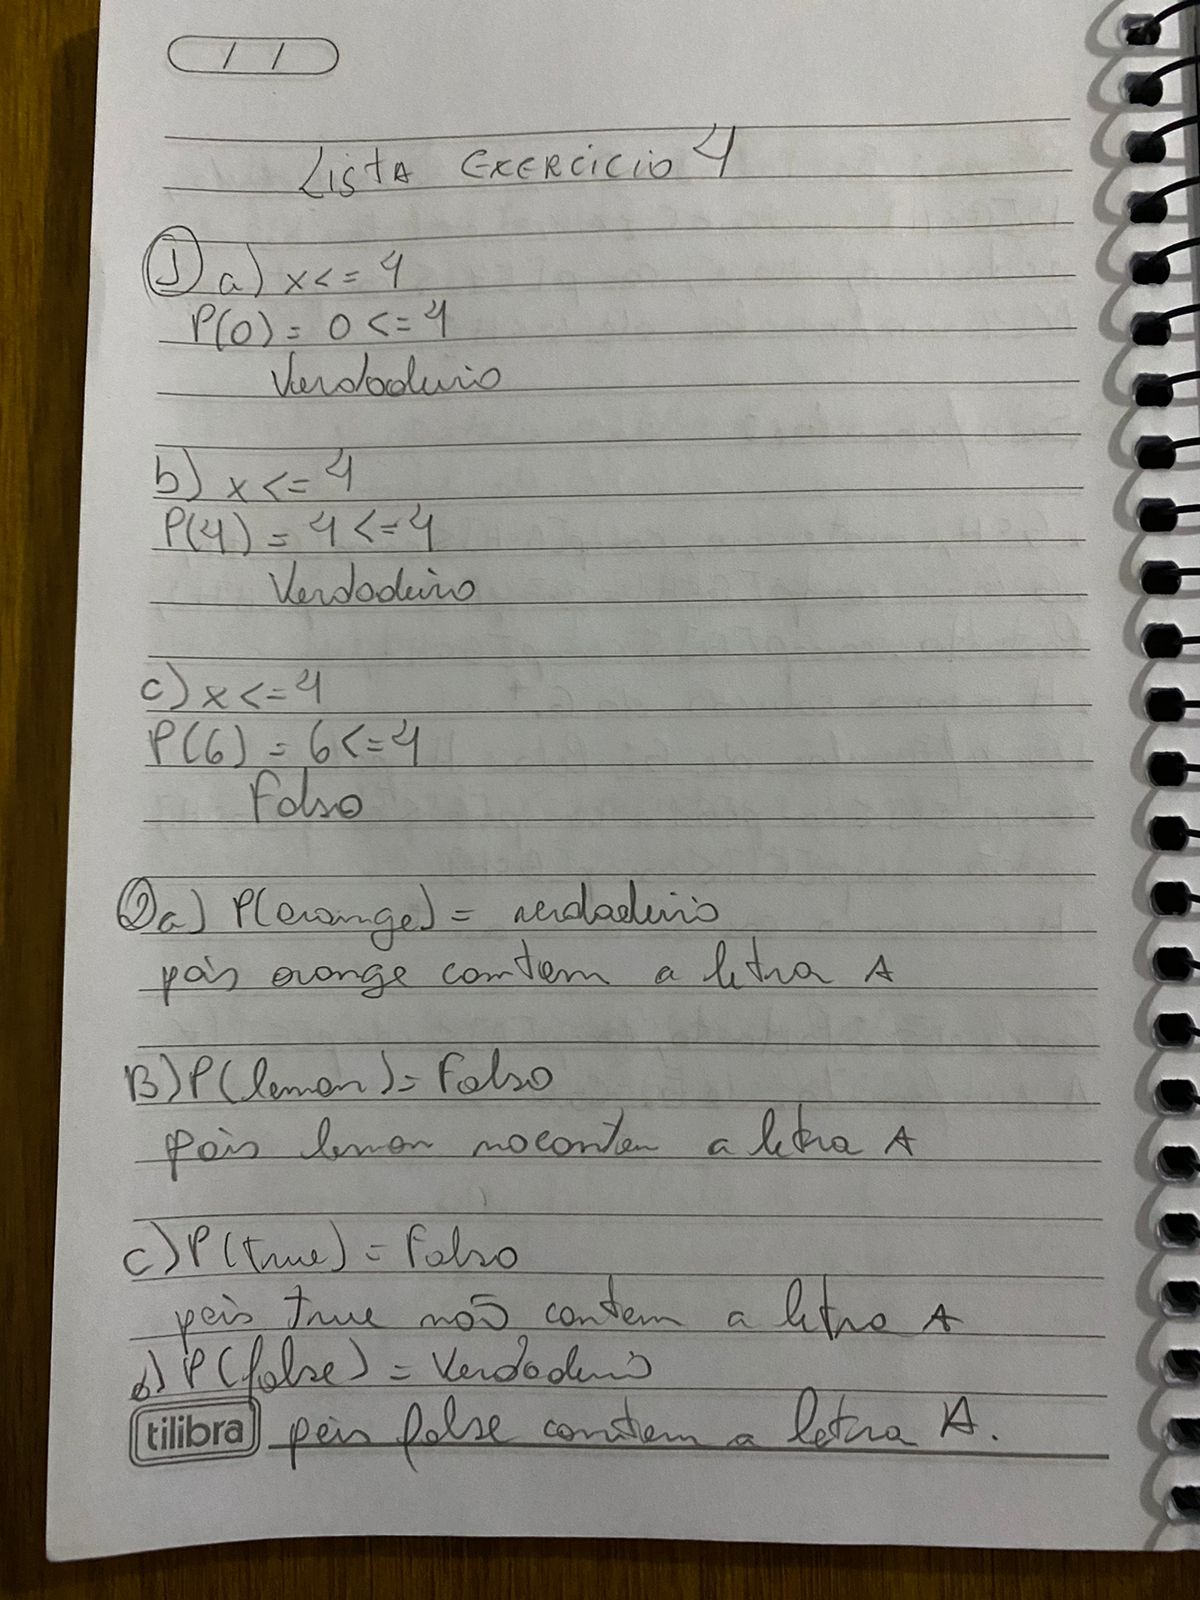 / /
Lista Exercicio 4
1) a) x <= 4
P(0) = 0 <= 4
Verdadeiro
b) x <= 4
P(4) = 4 <= 4
Verdadeiro
c) x <= 4
P(6) = 6 <= 4
Falso
2) a) P(orange) = verdadeiro
pois orange contem a letra A
B) P(lemon) = Falso
pois lemon no contem a letra A
c) P(true) = Falso
pois true não contem a letra A
d) P(false) = Verdadeiro
tilibra pois false contem a letra A.